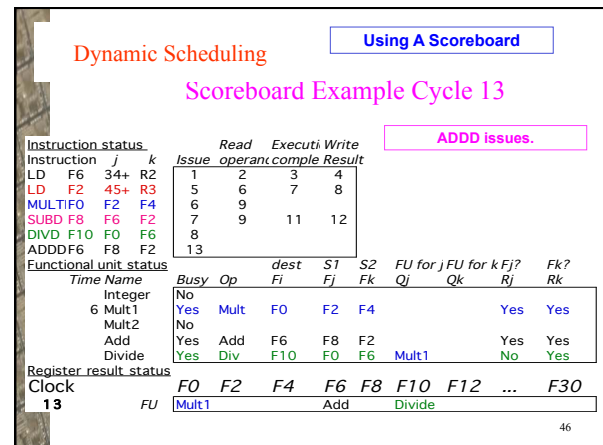 Using A Scoreboard
Dynamic Scheduling
Scoreboard Example Cycle 13
ADDD issues.
Instruction status Read Executi Write
Instruction j k Issue operanc comple Result
LD F6 34+ R2 1 2 3 4
LD F2 45+ R3 5 6 7 8
MULTI F0 F2 F4 6 9
SUBD F8 F6 F2 7 9 11 12
DIVD F10 F0 F6 8
ADDD F6 F8 F2 13
Functional unit status dest S1 S2 FU for j FU for k Fj? Fk?
Time Name Busy Op Fi Fj Fk Qj Qk Rj Rk
Integer No
6 Mult1 Yes Mult F0 F2 F4 Yes Yes
Mult2 No
Add Yes Add F6 F8 F2 Yes Yes
Divide Yes Div F10 F0 F6 Mult1 No Yes
Register result status
Clock F0 F2 F4 F6 F8 F10 F12 ... F30
13 FU Mult1 Add Divide
46